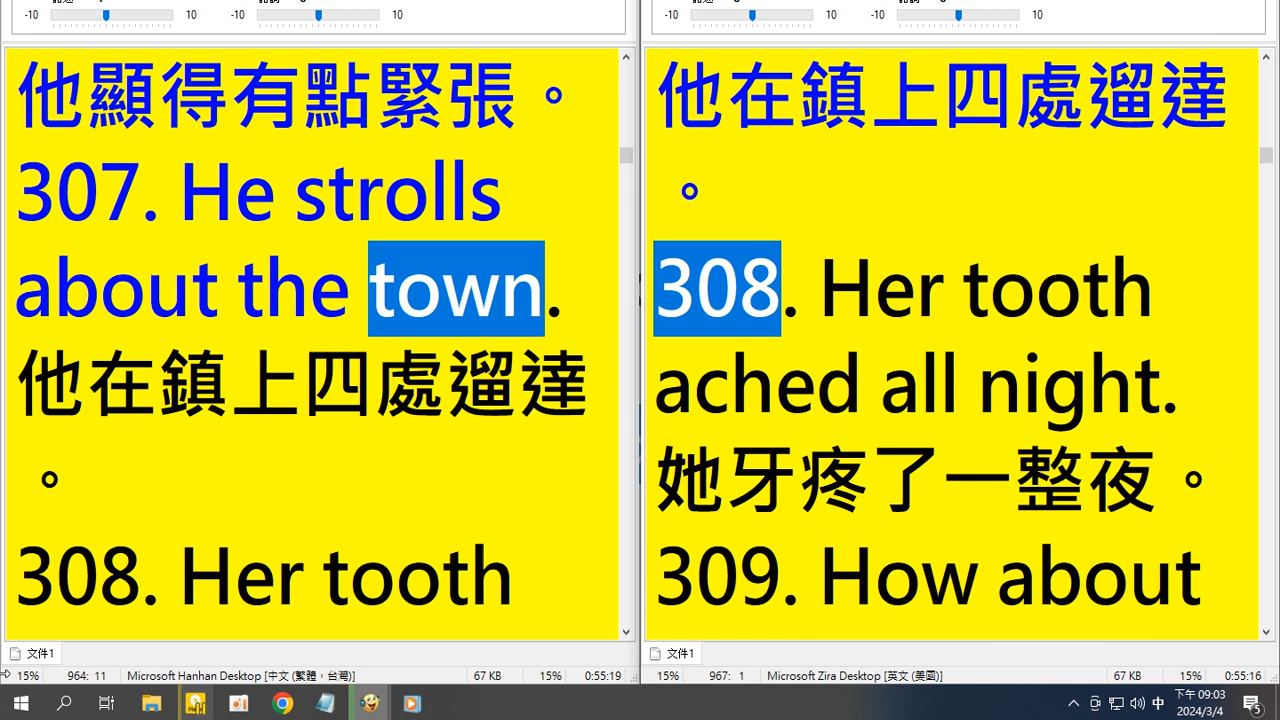 -10 10 -10 10
他顯得有點緊張。
307. He strolls
about the town.
他在鎮上四處遛達
。
308. Her tooth
文件1
15% 964: 11 Microsoft Hanhan Desktop [中文 (繁體，台灣)] 67 KB 15% 0:55:19
-10 10 -10 10
他在鎮上四處遛達
。
308. Her tooth
ached all night.
她牙疼了一整夜。
309. How about
文件1
15% 967: 1 Microsoft Zira Desktop [英文 (美國)] 67 KB 15% 0:55:16
中
下午 09:03
2024/3/4
5